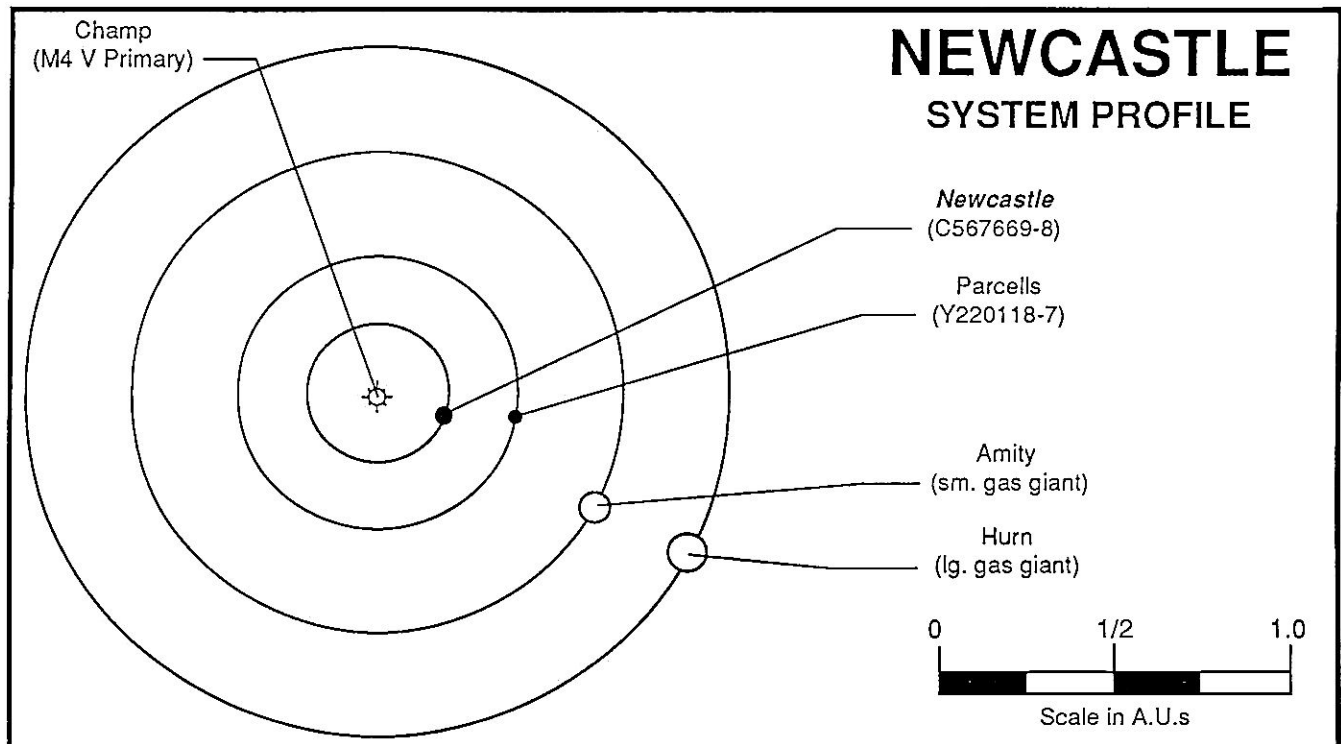 NEWCASTLE
SYSTEM PROFILE
Champ
(M4 V Primary)
Newcastle
(C567669-8)
Parcells
(Y220118-7)
Amity
(sm. gas giant)
Hurn
(lg. gas giant)
0 1/2 1.0
Scale in A.U.s